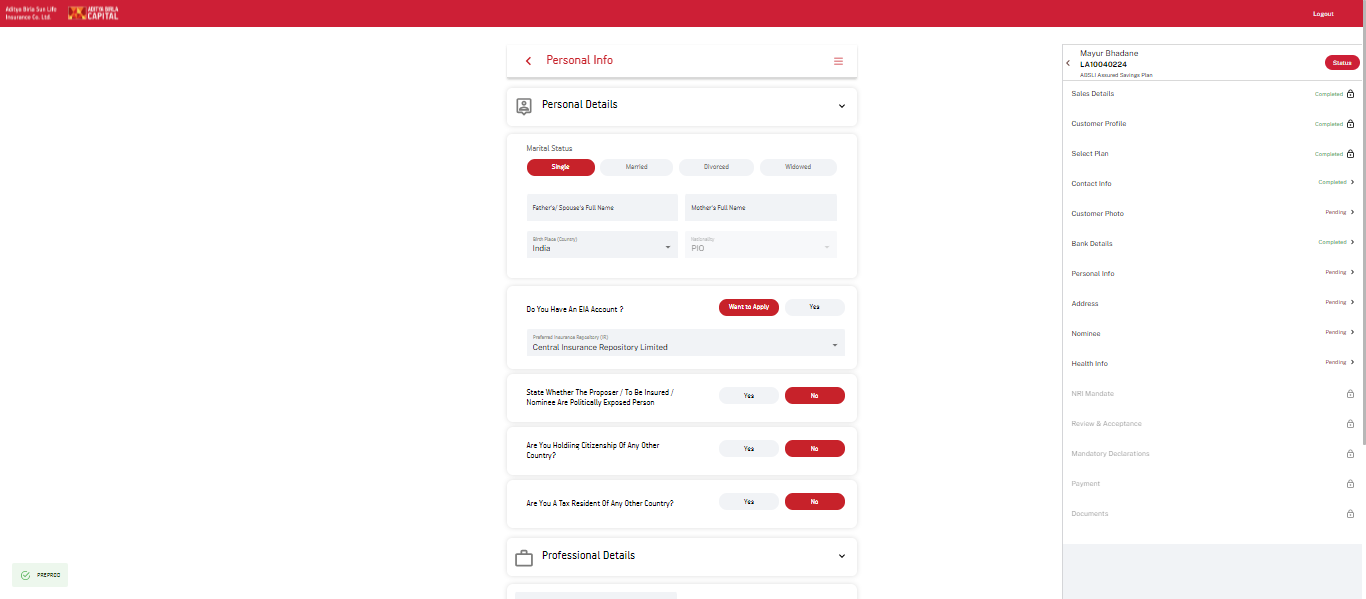 Aditya Birla Sun Life
Insurance Co. Ltd.
ADITYA BIRLA
CAPITAL
Logout
Personal Info
Personal Details
Marital Status
Single
Married
Divorced
Widowed
Father's/ Spouse's Full Name
Mother's Full Name
Birth Place (Country)
India
Nationality
PIO
Do You Have An EIA Account ?
Want to Apply
Yes
Preferred Insurance Repository (IR)
Central Insurance Repository Limited
State Whether The Proposer / To Be Insured /
Nominee Are Politically Exposed Person
Yes
No
Are You Holdiing Citizenship Of Any Other
Country?
Yes
No
Are You A Tax Resident Of Any Other Country?
Yes
No
Professional Details
PREPROD
Mayur Bhadane
LA10040224
ABSLI Assured Savings Plan
Status
Sales Details Completed
Customer Profile Completed
Select Plan Completed
Contact Info Completed
Customer Photo Pending
Bank Details Completed
Personal Info Pending
Address Pending
Nominee Pending
Health Info Pending
NRI Mandate
Review & Acceptance
Mandatory Declarations
Payment
Documents